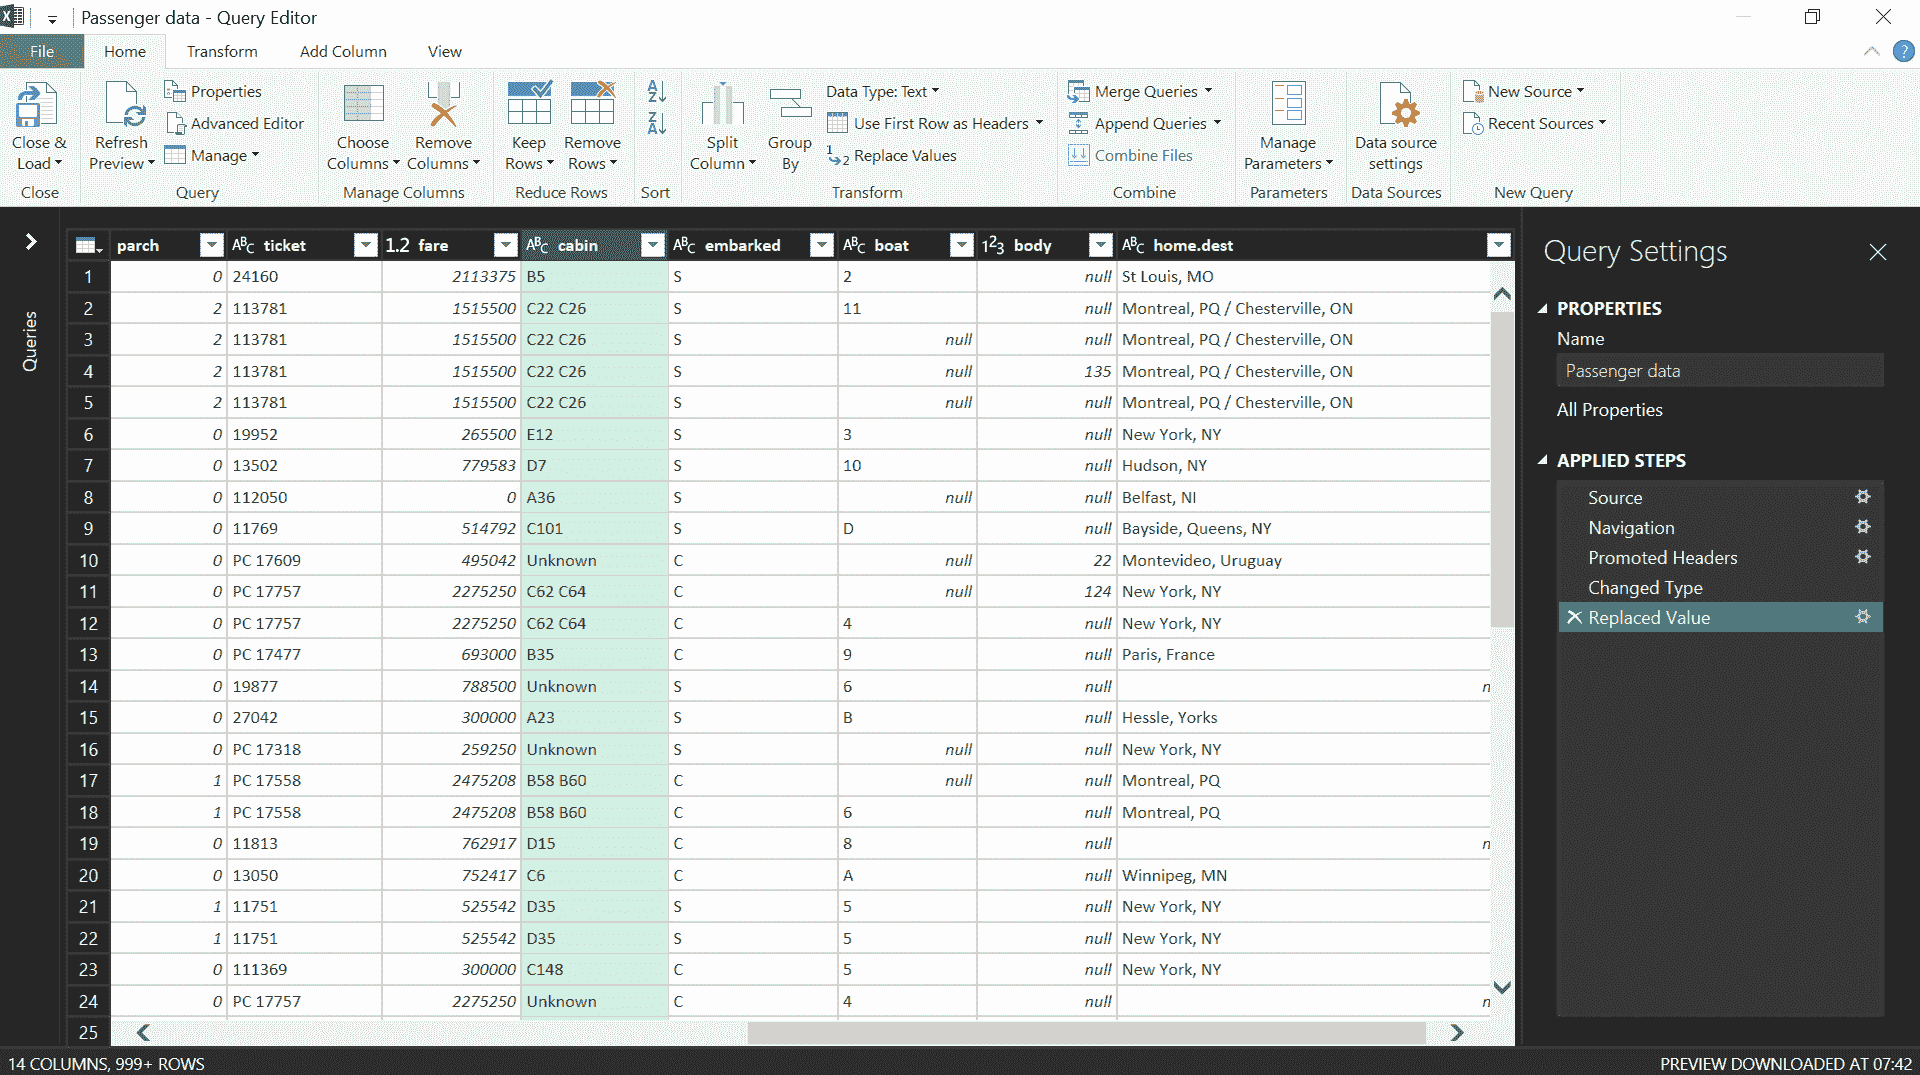 Passenger data - Query Editor
File Home Transform Add Column View
Close & Load
Refresh Preview
Properties
Advanced Editor
Manage
Choose Columns
Remove Columns
Keep Rows
Remove Rows
Split Column
Group By
Data Type: Text
Use First Row as Headers
Replace Values
Merge Queries
Append Queries
Combine Files
Manage Parameters
Data source settings
New Source
Recent Sources
Close Query Manage Columns Reduce Rows Sort Transform Combine Parameters Data Sources New Query
Queries
parch ABC ticket 1.2 fare ABC cabin ABC embarked ABC boat 123 body ABC home.dest
1 0 24160 2113375 B5 S 2 null St Louis, MO
2 2 113781 1515500 C22 C26 S 11 null Montreal, PQ / Chesterville, ON
3 2 113781 1515500 C22 C26 S null null Montreal, PQ / Chesterville, ON
4 2 113781 1515500 C22 C26 S null 135 Montreal, PQ / Chesterville, ON
5 2 113781 1515500 C22 C26 S null null Montreal, PQ / Chesterville, ON
6 0 19952 265500 E12 S 3 null New York, NY
7 0 13502 779583 D7 S 10 null Hudson, NY
8 0 112050 0 A36 S null null Belfast, NI
9 0 11769 514792 C101 S D null Bayside, Queens, NY
10 0 PC 17609 495042 Unknown C null 22 Montevideo, Uruguay
11 0 PC 17757 2275250 C62 C64 C null 124 New York, NY
12 0 PC 17757 2275250 C62 C64 C 4 null New York, NY
13 0 PC 17477 693000 B35 C 9 null Paris, France
14 0 19877 788500 Unknown S 6 null n
15 0 27042 300000 A23 S B null Hessle, Yorks
16 0 PC 17318 259250 Unknown S null null New York, NY
17 1 PC 17558 2475208 B58 B60 C null null Montreal, PQ
18 1 PC 17558 2475208 B58 B60 C 6 null Montreal, PQ
19 0 11813 762917 D15 C 8 null n
20 0 13050 752417 C6 C A null Winnipeg, MN
21 1 11751 525542 D35 S 5 null New York, NY
22 1 11751 525542 D35 S 5 null New York, NY
23 0 111369 300000 C148 C 5 null New York, NY
24 0 PC 17757 2275250 Unknown C 4 null n
25
Query Settings
PROPERTIES
Name
Passenger data
All Properties
APPLIED STEPS
Source
Navigation
Promoted Headers
Changed Type
Replaced Value
14 COLUMNS, 999+ ROWS
PREVIEW DOWNLOADED AT 07:42